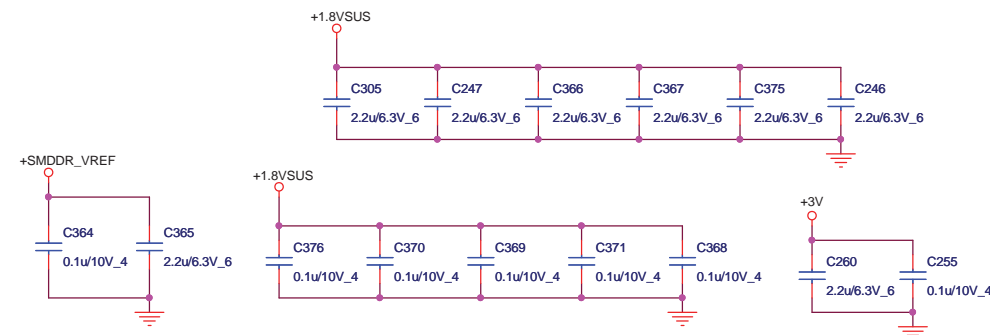 +1.8VSUS
C305 C247 C366 C367 C375 C246
2.2u/6.3V_6 2.2u/6.3V_6 2.2u/6.3V_6 2.2u/6.3V_6 2.2u/6.3V_6 2.2u/6.3V_6
+SMDDR_VREF
C364 C365
0.1u/10V_4 2.2u/6.3V_6
+1.8VSUS
C376 C370 C369 C371 C368
0.1u/10V_4 0.1u/10V_4 0.1u/10V_4 0.1u/10V_4 0.1u/10V_4
+3V
C260 C255
2.2u/6.3V_6 0.1u/10V_4